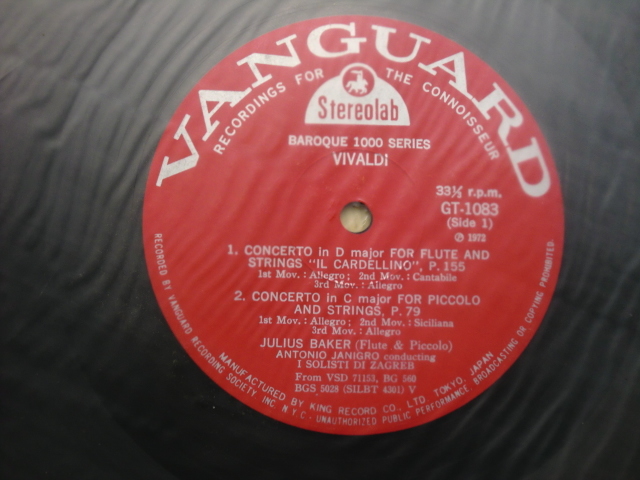 VANGUARD
RECORDINGS FOR THE CONNOISSEUR
Stereolab
BAROQUE 1000 SERIES
VIVALDI
33⅓ r.p.m.
GT-1083
(Side 1)
℗ 1972
1. CONCERTO in D major FOR FLUTE AND
STRINGS "IL CARDELLINO", P. 155
1st Mov.: Allegro; 2nd Mov.: Cantabile
3rd Mov.: Allegro
2. CONCERTO in C major FOR PICCOLO
AND STRINGS, P. 79
1st Mov.: Allegro; 2nd Mov.: Siciliana
3rd Mov.: Allegro
JULIUS BAKER (Flute & Piccolo)
ANTONIO JANIGRO conducting
I SOLISTI DI ZAGREB
From VSD 71153, BG 560
BGS 5028 (SILBT 4301) V
MANUFACTURED BY KING RECORD CO., LTD. TOKYO, JAPAN
RECORDED BY VANGUARD RECORDING SOCIETY INC. N.Y.C. - UNAUTHORIZED PUBLIC PERFORMANCE, BROADCASTING OR COPYING PROHIBITED.